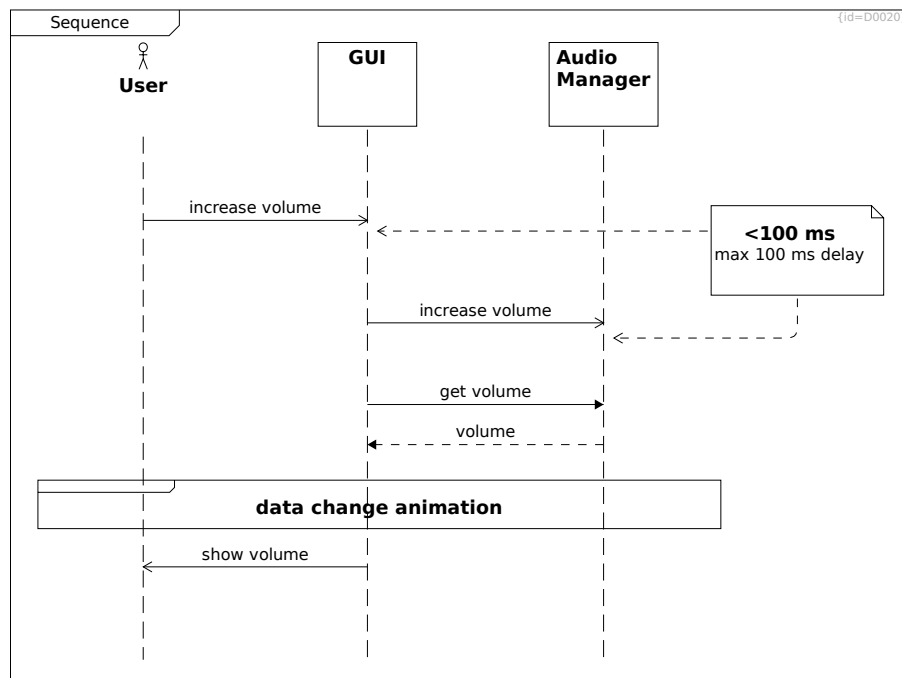 Sequence
{id=D0020
User
GUI
Audio
Manager
increase volume
<100 ms
max 100 ms delay
increase volume
get volume
volume
data change animation
show volume